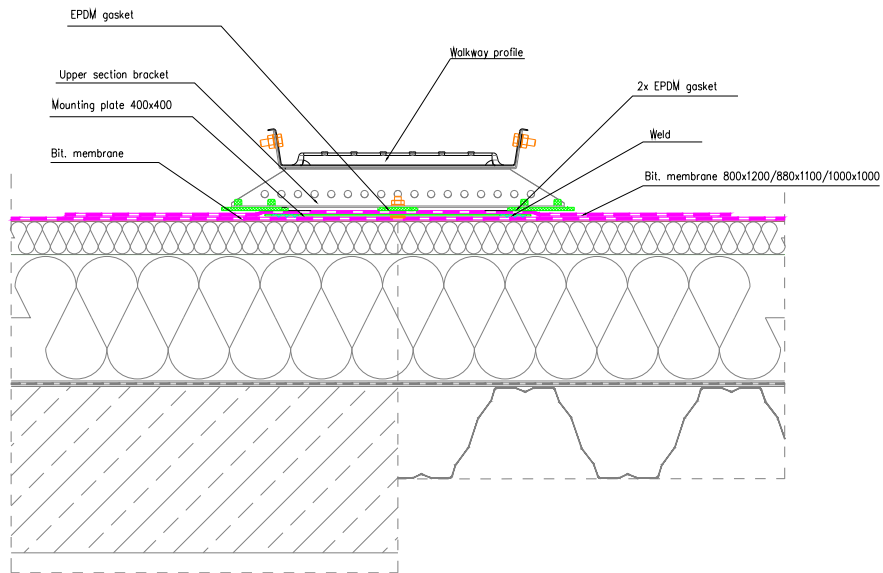 EPDM gasket
Walkway profile
Upper section bracket
2x EPDM gasket
Mounting plate 400x400
Weld
Bit. membrane
Bit. membrane 800x1200/880x1100/1000x1000